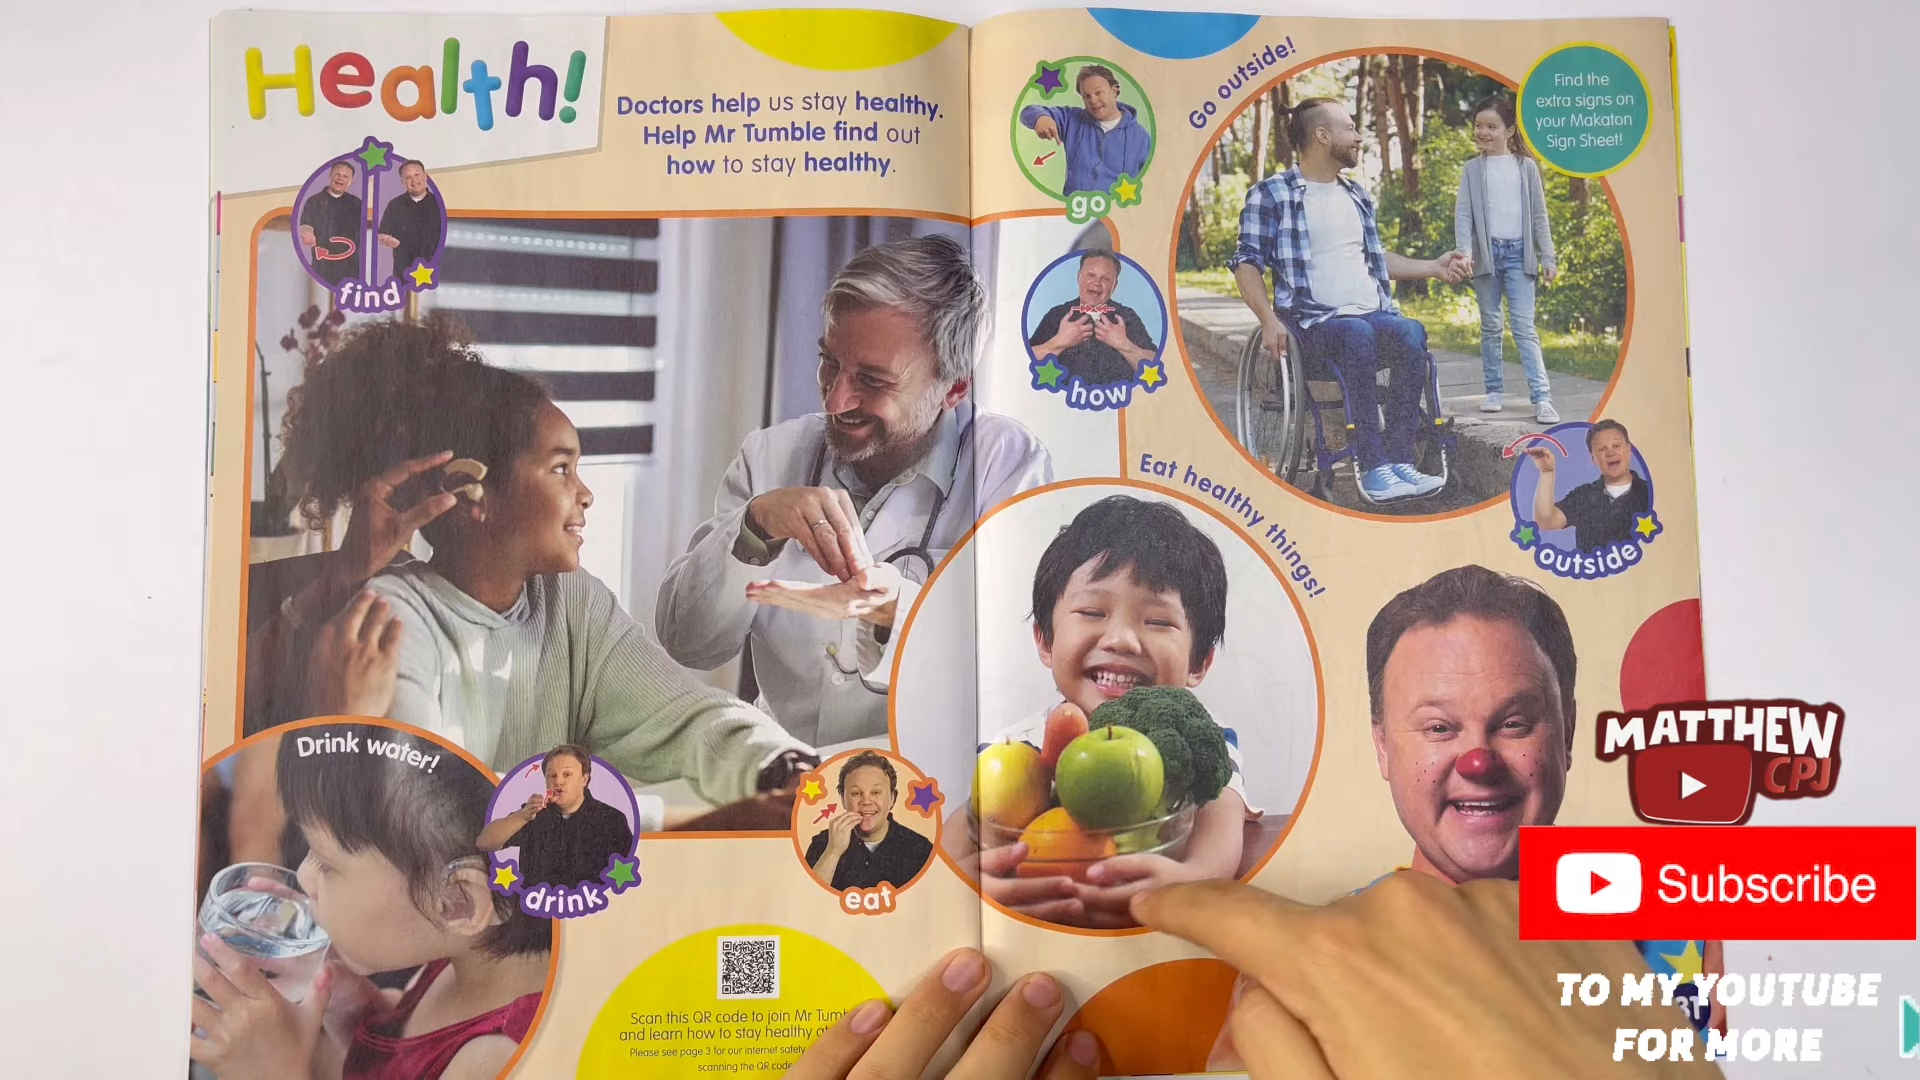 Health!
Doctors help us stay healthy.
Help Mr Tumble find out
how to stay healthy.
find
go
how
Go outside!
Find the
extra signs on
your Makaton
Sign Sheet!
outside
Eat healthy things!
Drink water!
drink
eat
Scan this QR code to join Mr
and learn how to stay healthy
Please see page 3 for our internet safety
scanning the QR code
31
MATTHEW
CPJ
Subscribe
TO MY YOUTUBE
FOR MORE